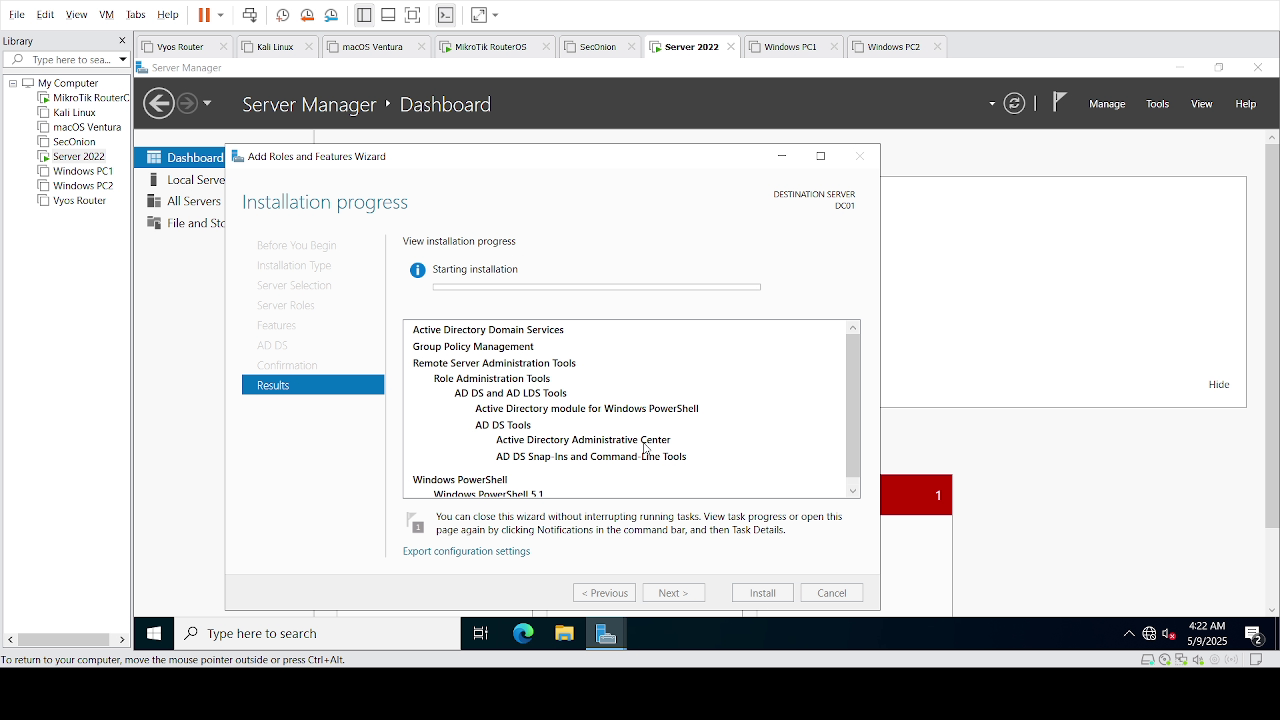 File Edit View VM Tabs Help
Library
Type here to sea...
My Computer
MikroTik RouterO
Kali Linux
macOS Ventura
SecOnion
Server 2022
Windows PC1
Windows PC2
Vyos Router
Vyos Router Kali Linux macOS Ventura MikroTik RouterOS SecOnion Server 2022 Windows PC1 Windows PC2
Server Manager
Server Manager Dashboard
Manage Tools View Help
Dashboard
Local Serve
All Servers
File and Sto
Add Roles and Features Wizard
Installation progress
DESTINATION SERVER
DC01
Before You Begin
Installation Type
Server Selection
Server Roles
Features
AD DS
Confirmation
Results
View installation progress
Starting installation
Active Directory Domain Services
Group Policy Management
Remote Server Administration Tools
Role Administration Tools
AD DS and AD LDS Tools
Active Directory module for Windows PowerShell
AD DS Tools
Active Directory Administrative Center
AD DS Snap-Ins and Command-Line Tools
Windows PowerShell
Windows PowerShell 5.1
1
You can close this wizard without interrupting running tasks. View task progress or open this
page again by clicking Notifications in the command bar, and then Task Details.
Export configuration settings
< Previous Next > Install Cancel
Hide
1
Type here to search
4:22 AM
5/9/2025
2
To return to your computer, move the mouse pointer outside or press Ctrl+Alt.